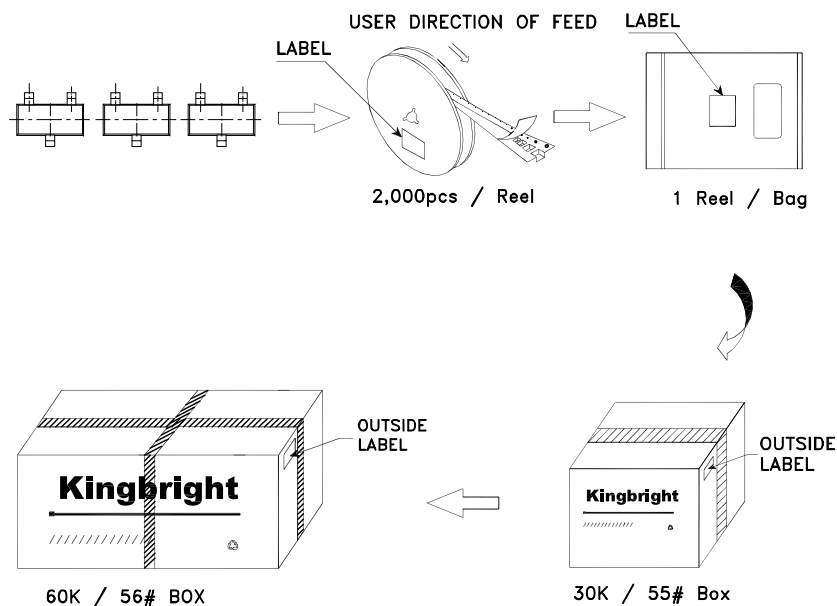 USER DIRECTION OF FEED
LABEL
LABEL
2,000pcs / Reel
1 Reel / Bag
OUTSIDE
LABEL
Kingbright
60K / 56# BOX
OUTSIDE
LABEL
Kingbright
30K / 55# Box